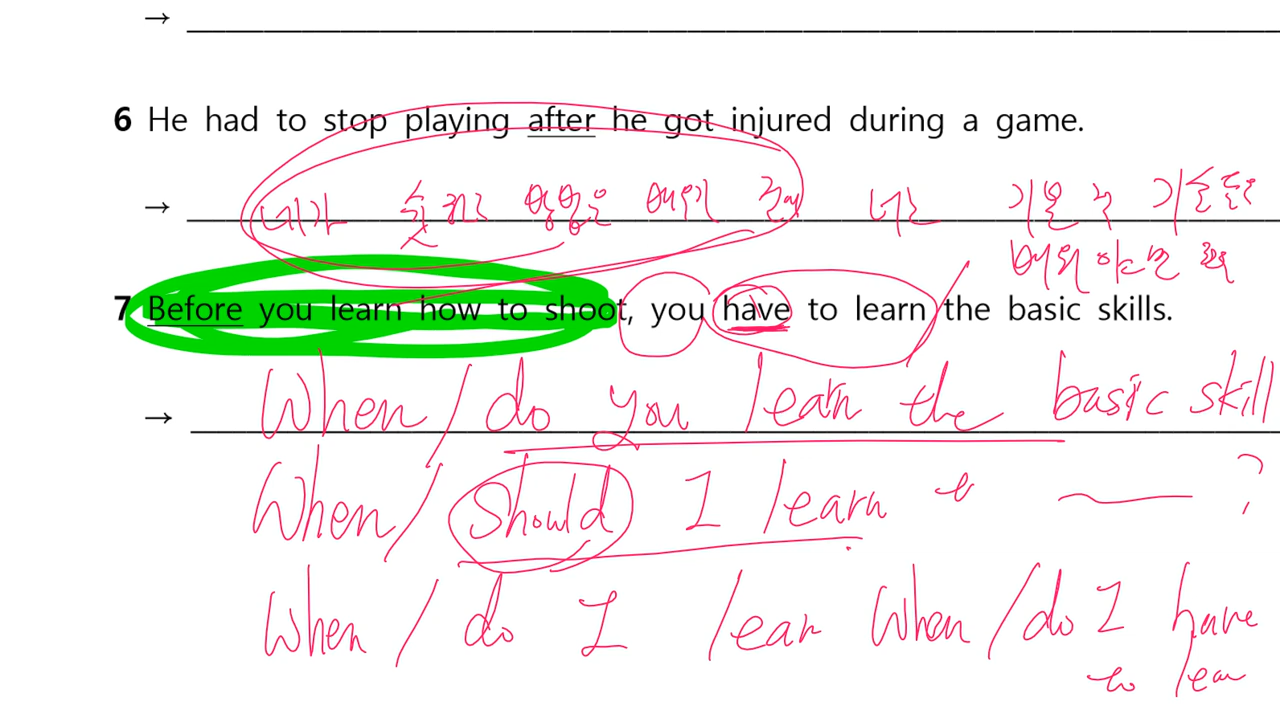 →
6 He had to stop playing after he got injured during a game.
→ 네가 슛 하는 방법을 배우기 전에 너는 기본적 기술들을
배워야 한다
7 Before you learn how to shoot, you have to learn the basic skills.
→ When / do you learn the basic skill
When / should I learn ?
When / do I lear When / do I have
to lear